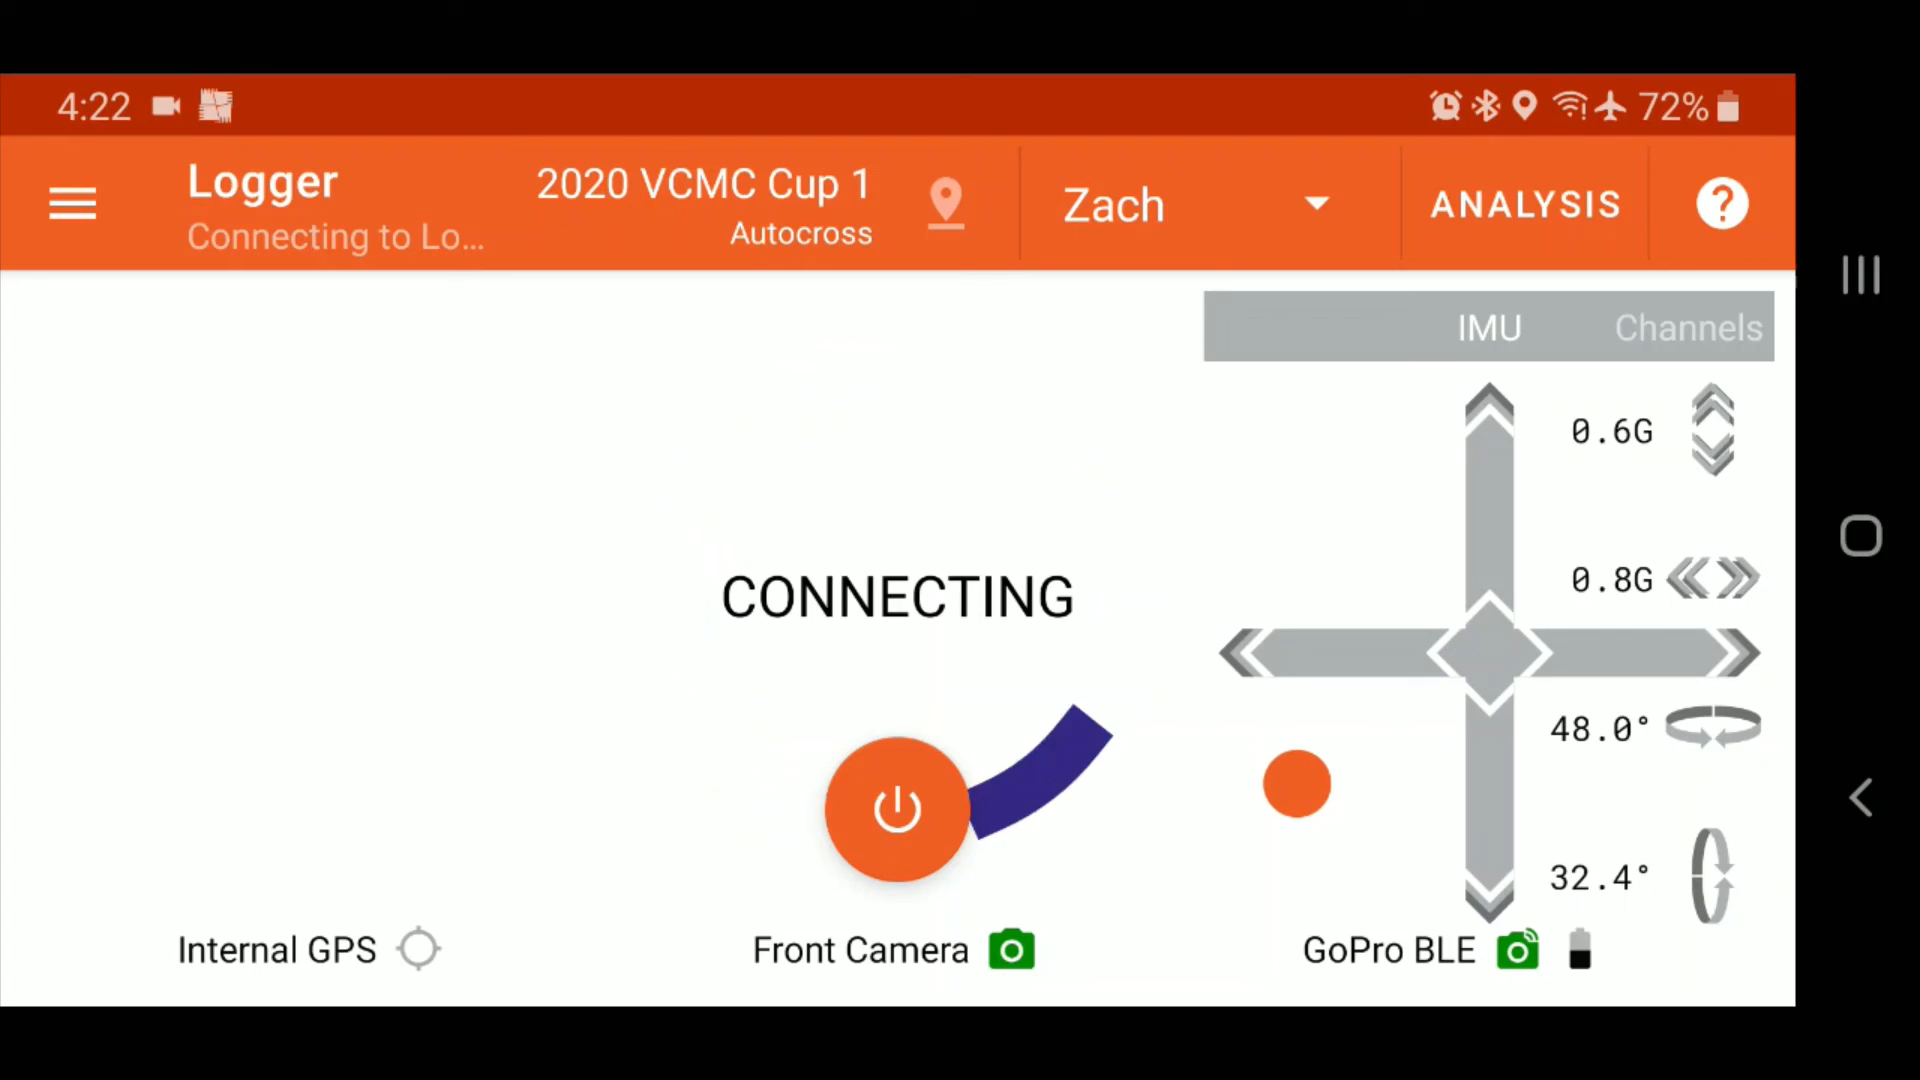 4:22
72%
Logger
Connecting to Lo...
2020 VCMC Cup 1
Autocross
Zach
ANALYSIS
?
IMU
Channels
0.6G
0.8G
CONNECTING
48.0°
32.4°
Internal GPS
Front Camera
GoPro BLE